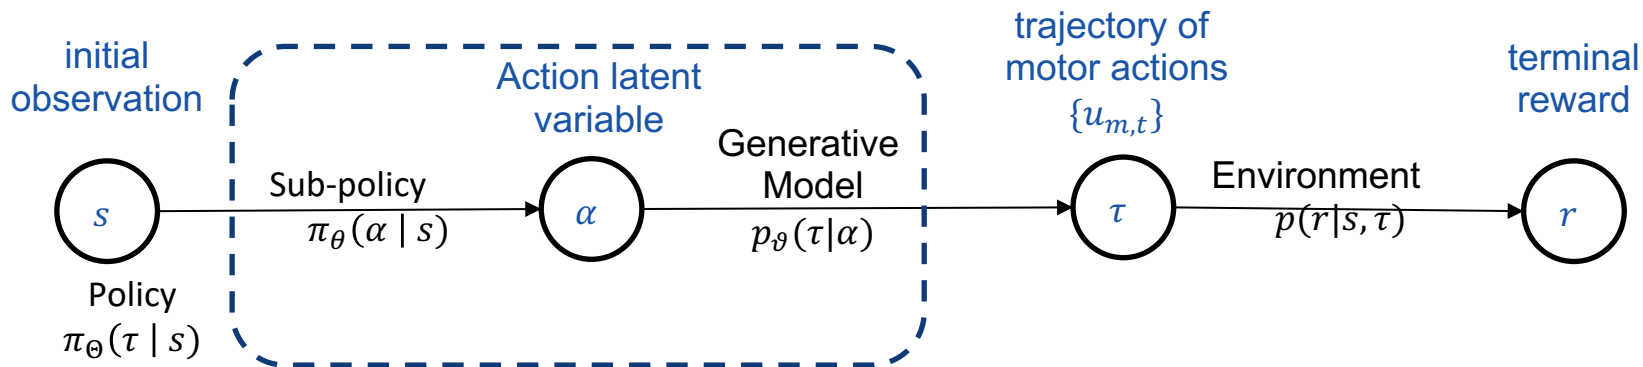 initial
observation
s
Policy
π_Θ(τ | s)
Sub-policy
π_θ(α | s)
Action latent
variable
α
Generative
Model
p_ϑ(τ|α)
trajectory of
motor actions
{u_{m,t}}
τ
Environment
p(r|s, τ)
terminal
reward
r